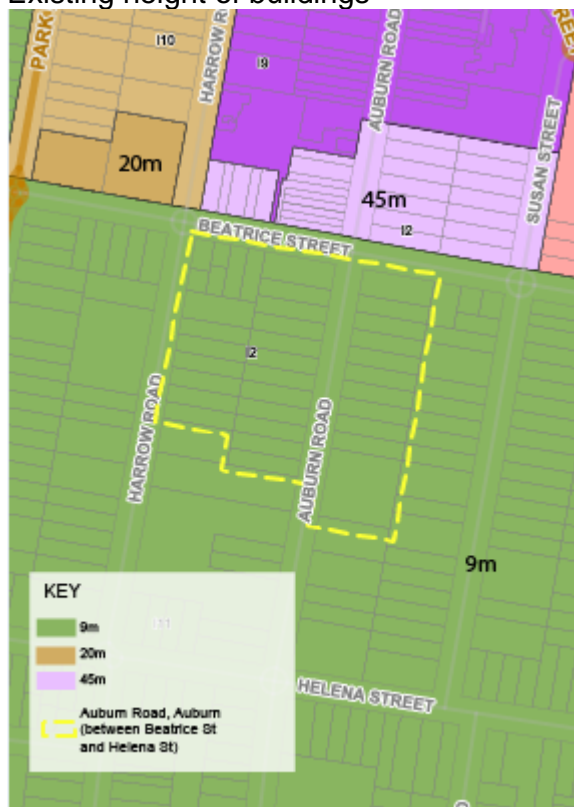 Existing height of buildings
PARK
I10
HARROW R
I9
AUBURN ROAD
REE
SUSAN STREET
20m
45m
I2
BEATRICE STREET
I2
HARROW ROAD
AUBURN ROAD
9m
KEY
9m
20m
45m
Auburn Road, Auburn
(between Beatrice St
and Helena St)
I11
HELENA STREET